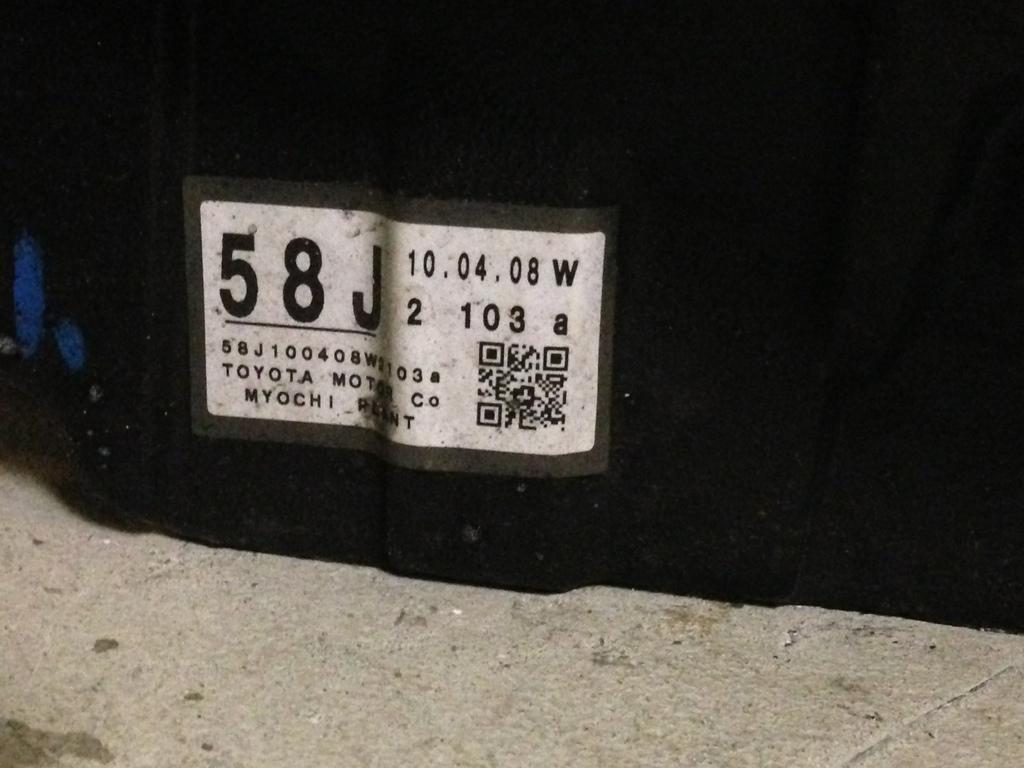 58J 10.04.08 W
2 103 a
58J100408W2103a
TOYOTA MOTOR Co
MYOCHI PLANT